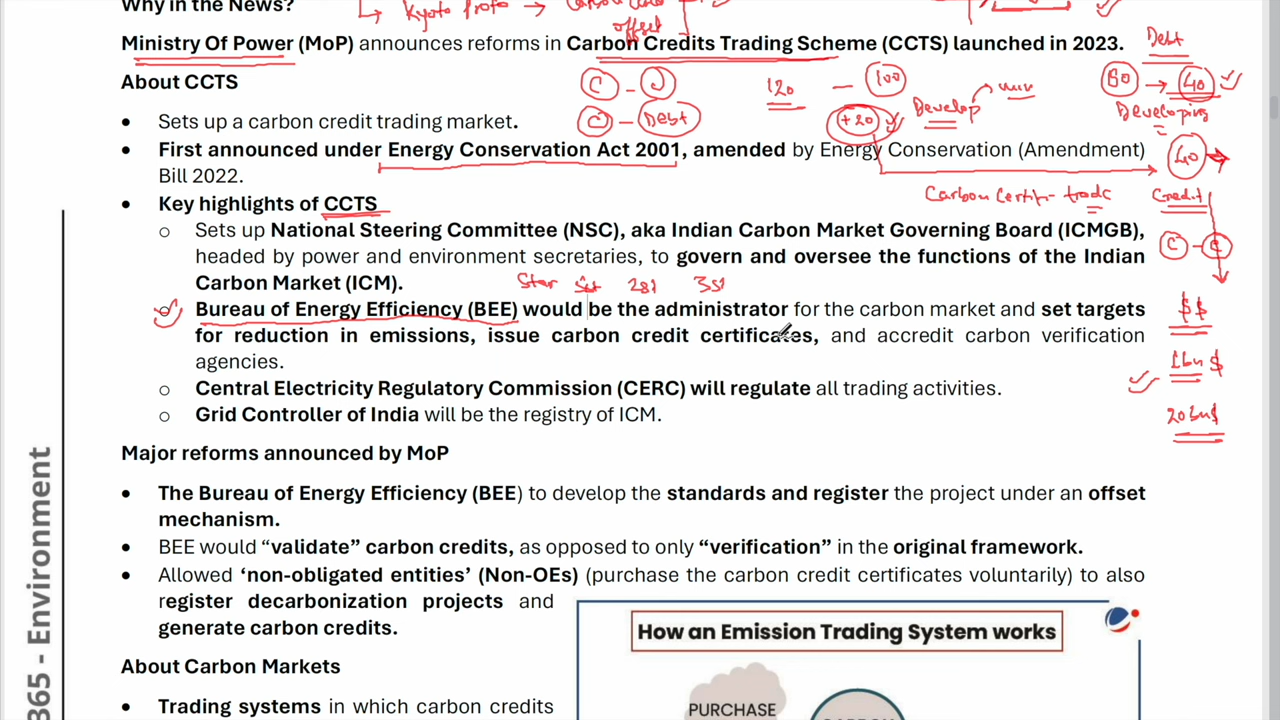 Why in the News?
Kyoto Proto → offset
Ministry Of Power (MoP) announces reforms in Carbon Credits Trading Scheme (CCTS) launched in 2023.
Debt
About CCTS
C - D 120 - 100 80 → 40
C - Debt +20 Develop Developing
• Sets up a carbon credit trading market.
• First announced under Energy Conservation Act 2001, amended by Energy Conservation (Amendment)
Bill 2022.
40
Carbon Certifi- trade Credit
• Key highlights of CCTS
o Sets up National Steering Committee (NSC), aka Indian Carbon Market Governing Board (ICMGB),
headed by power and environment secretaries, to govern and oversee the functions of the Indian
Carbon Market (ICM).
C - C
Star
o Bureau of Energy Efficiency (BEE) would be the administrator for the carbon market and set targets
for reduction in emissions, issue carbon credit certificates, and accredit carbon verification
agencies.
$$
1bn $
20bn$
o Central Electricity Regulatory Commission (CERC) will regulate all trading activities.
o Grid Controller of India will be the registry of ICM.
Major reforms announced by MoP
• The Bureau of Energy Efficiency (BEE) to develop the standards and register the project under an offset
mechanism.
• BEE would “validate” carbon credits, as opposed to only “verification” in the original framework.
• Allowed ‘non-obligated entities’ (Non-OEs) (purchase the carbon credit certificates voluntarily) to also
register decarbonization projects and
generate carbon credits.
About Carbon Markets
• Trading systems in which carbon credits
How an Emission Trading System works
PURCHASE
365 - Environment